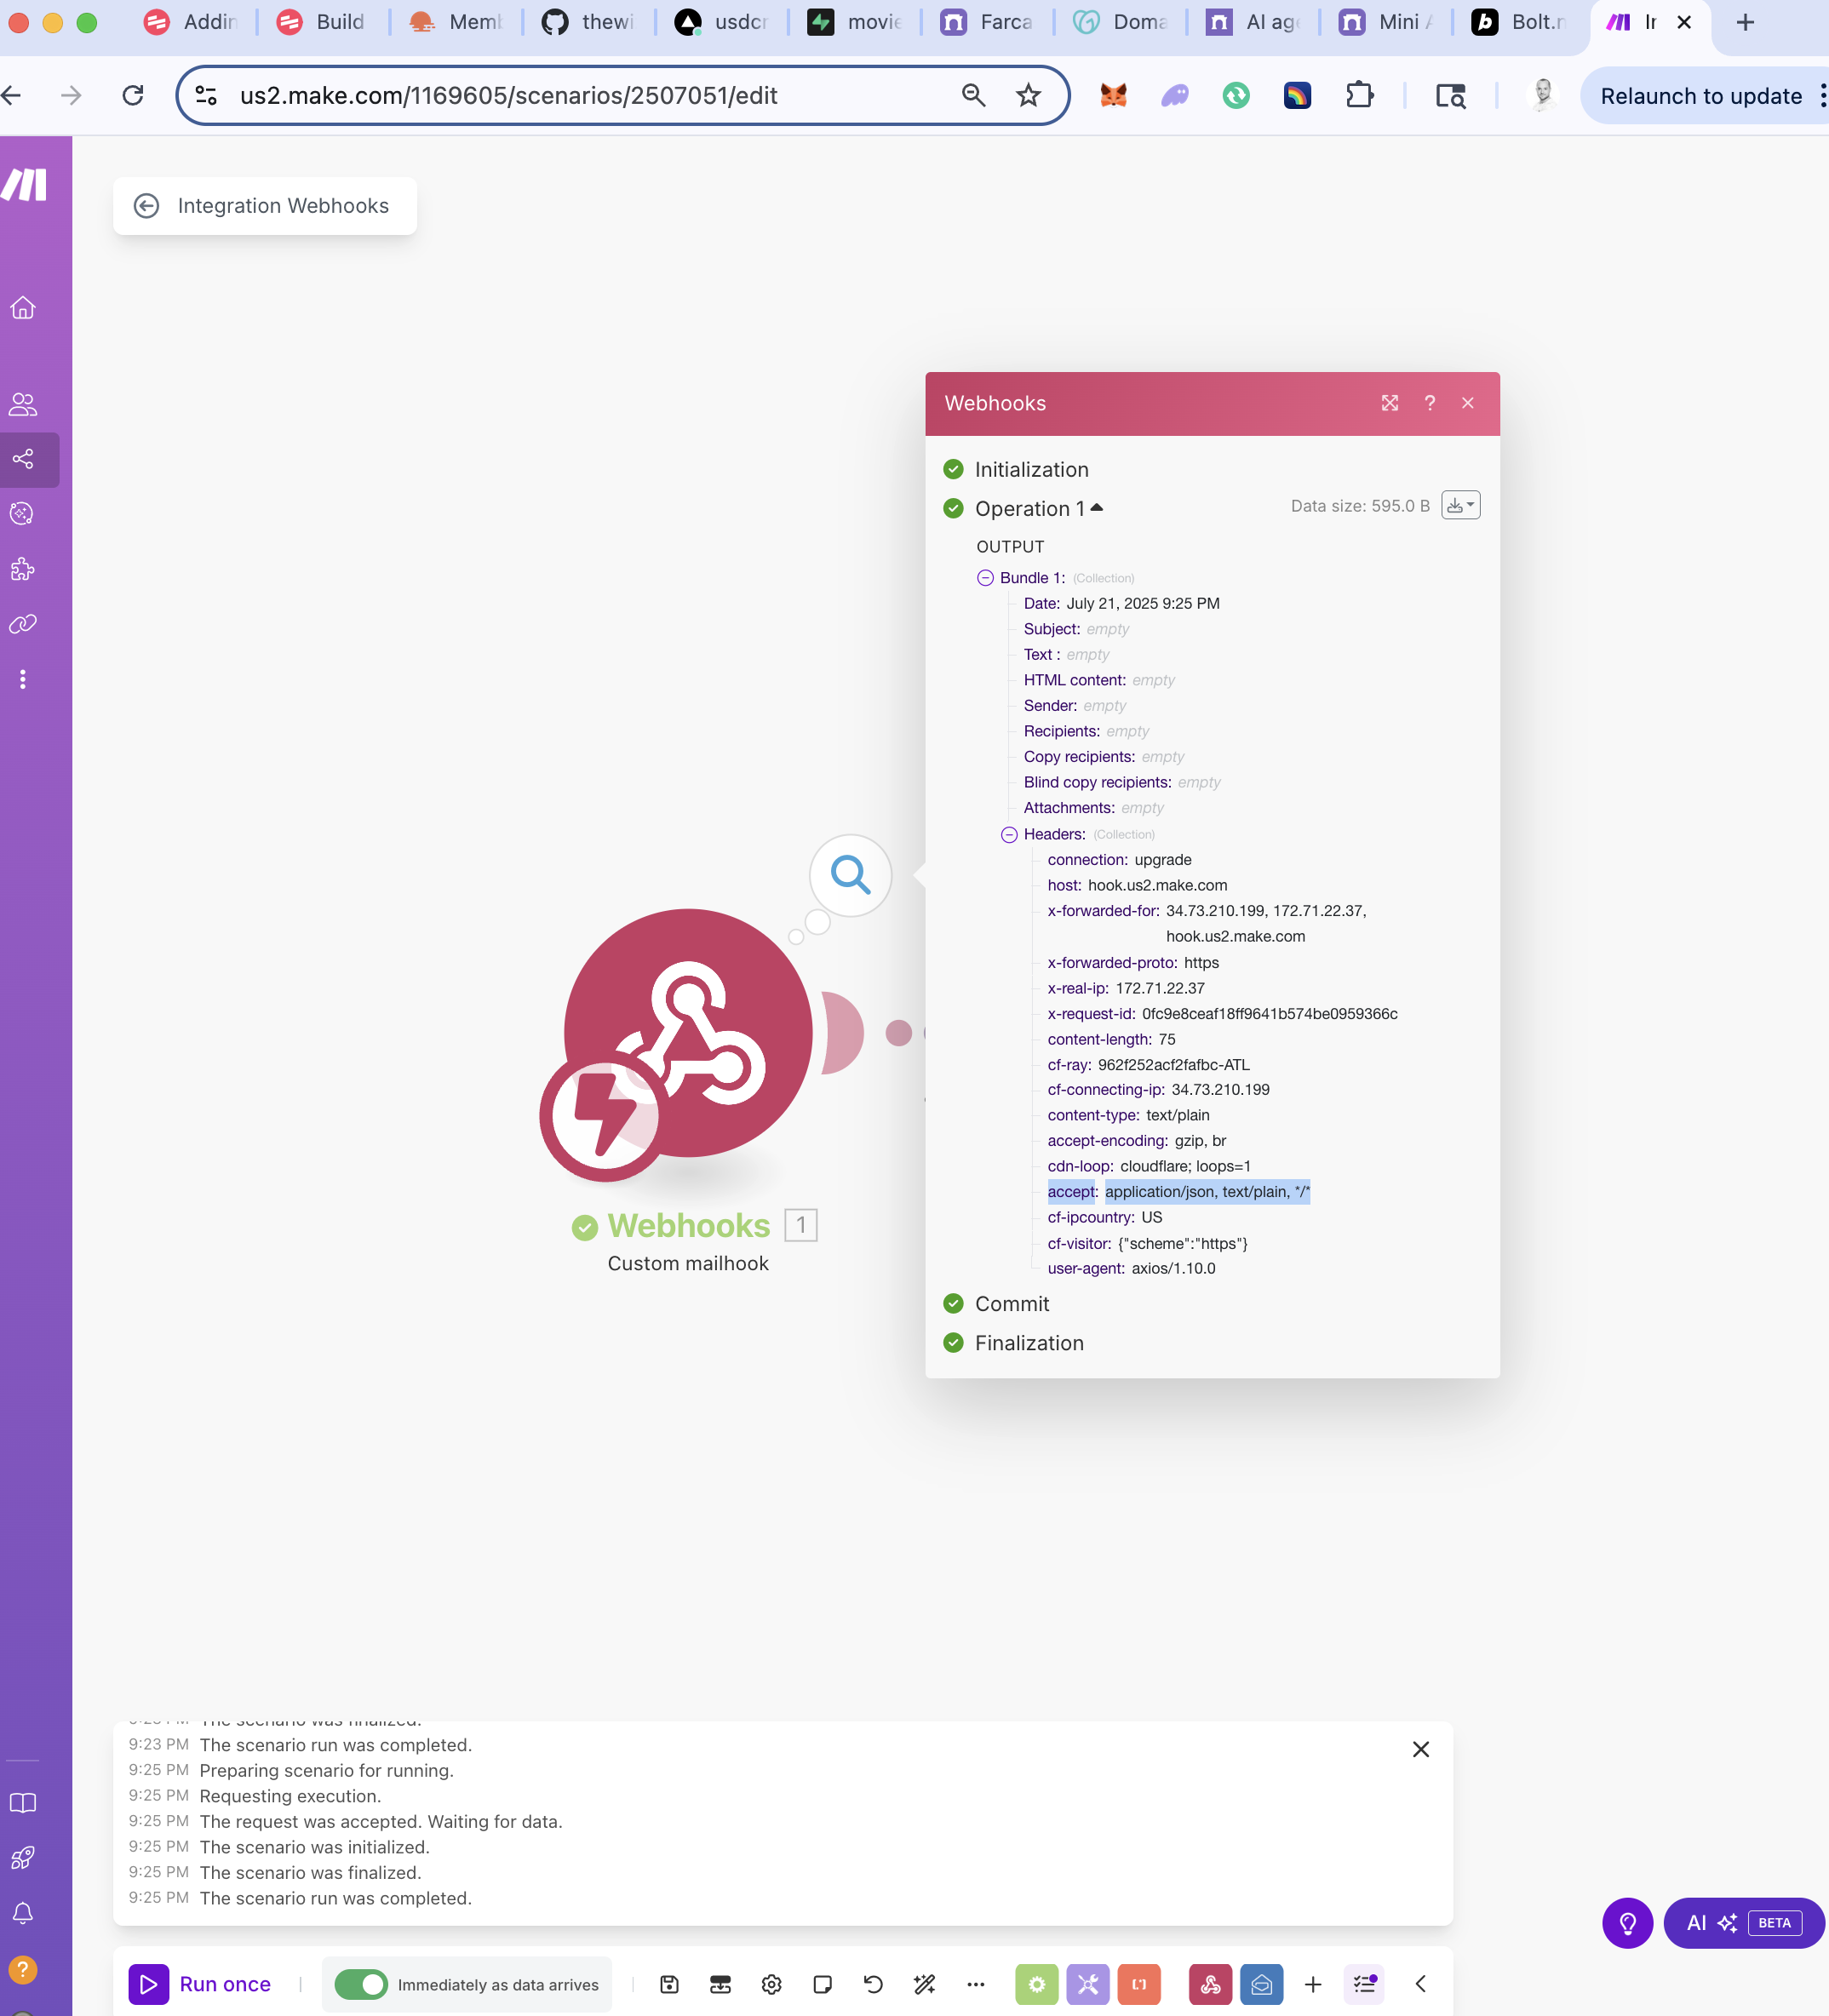 Addin
Build
Memb
thewi
usdcr
movie
Farca
Doma
AI age
Mini A
Bolt.n
In
us2.make.com/1169605/scenarios/2507051/edit
Relaunch to update
Integration Webhooks
Webhooks
?
Initialization
Operation 1
Data size: 595.0 B
OUTPUT
Bundle 1: (Collection)
Date: July 21, 2025 9:25 PM
Subject: empty
Text : empty
HTML content: empty
Sender: empty
Recipients: empty
Copy recipients: empty
Blind copy recipients: empty
Attachments: empty
Headers: (Collection)
connection: upgrade
host: hook.us2.make.com
x-forwarded-for: 34.73.210.199, 172.71.22.37,
hook.us2.make.com
x-forwarded-proto: https
x-real-ip: 172.71.22.37
x-request-id: 0fc9e8ceaf18ff9641b574be0959366c
content-length: 75
cf-ray: 962f252acf2fafbc-ATL
cf-connecting-ip: 34.73.210.199
content-type: text/plain
accept-encoding: gzip, br
cdn-loop: cloudflare; loops=1
accept: application/json, text/plain, */*
cf-ipcountry: US
cf-visitor: {"scheme":"https"}
user-agent: axios/1.10.0
Commit
Finalization
Webhooks 1
Custom mailhook
The scenario was finalized.
9:23 PM The scenario run was completed.
9:25 PM Preparing scenario for running.
9:25 PM Requesting execution.
9:25 PM The request was accepted. Waiting for data.
9:25 PM The scenario was initialized.
9:25 PM The scenario was finalized.
9:25 PM The scenario run was completed.
AI BETA
?
Run once
Immediately as data arrives